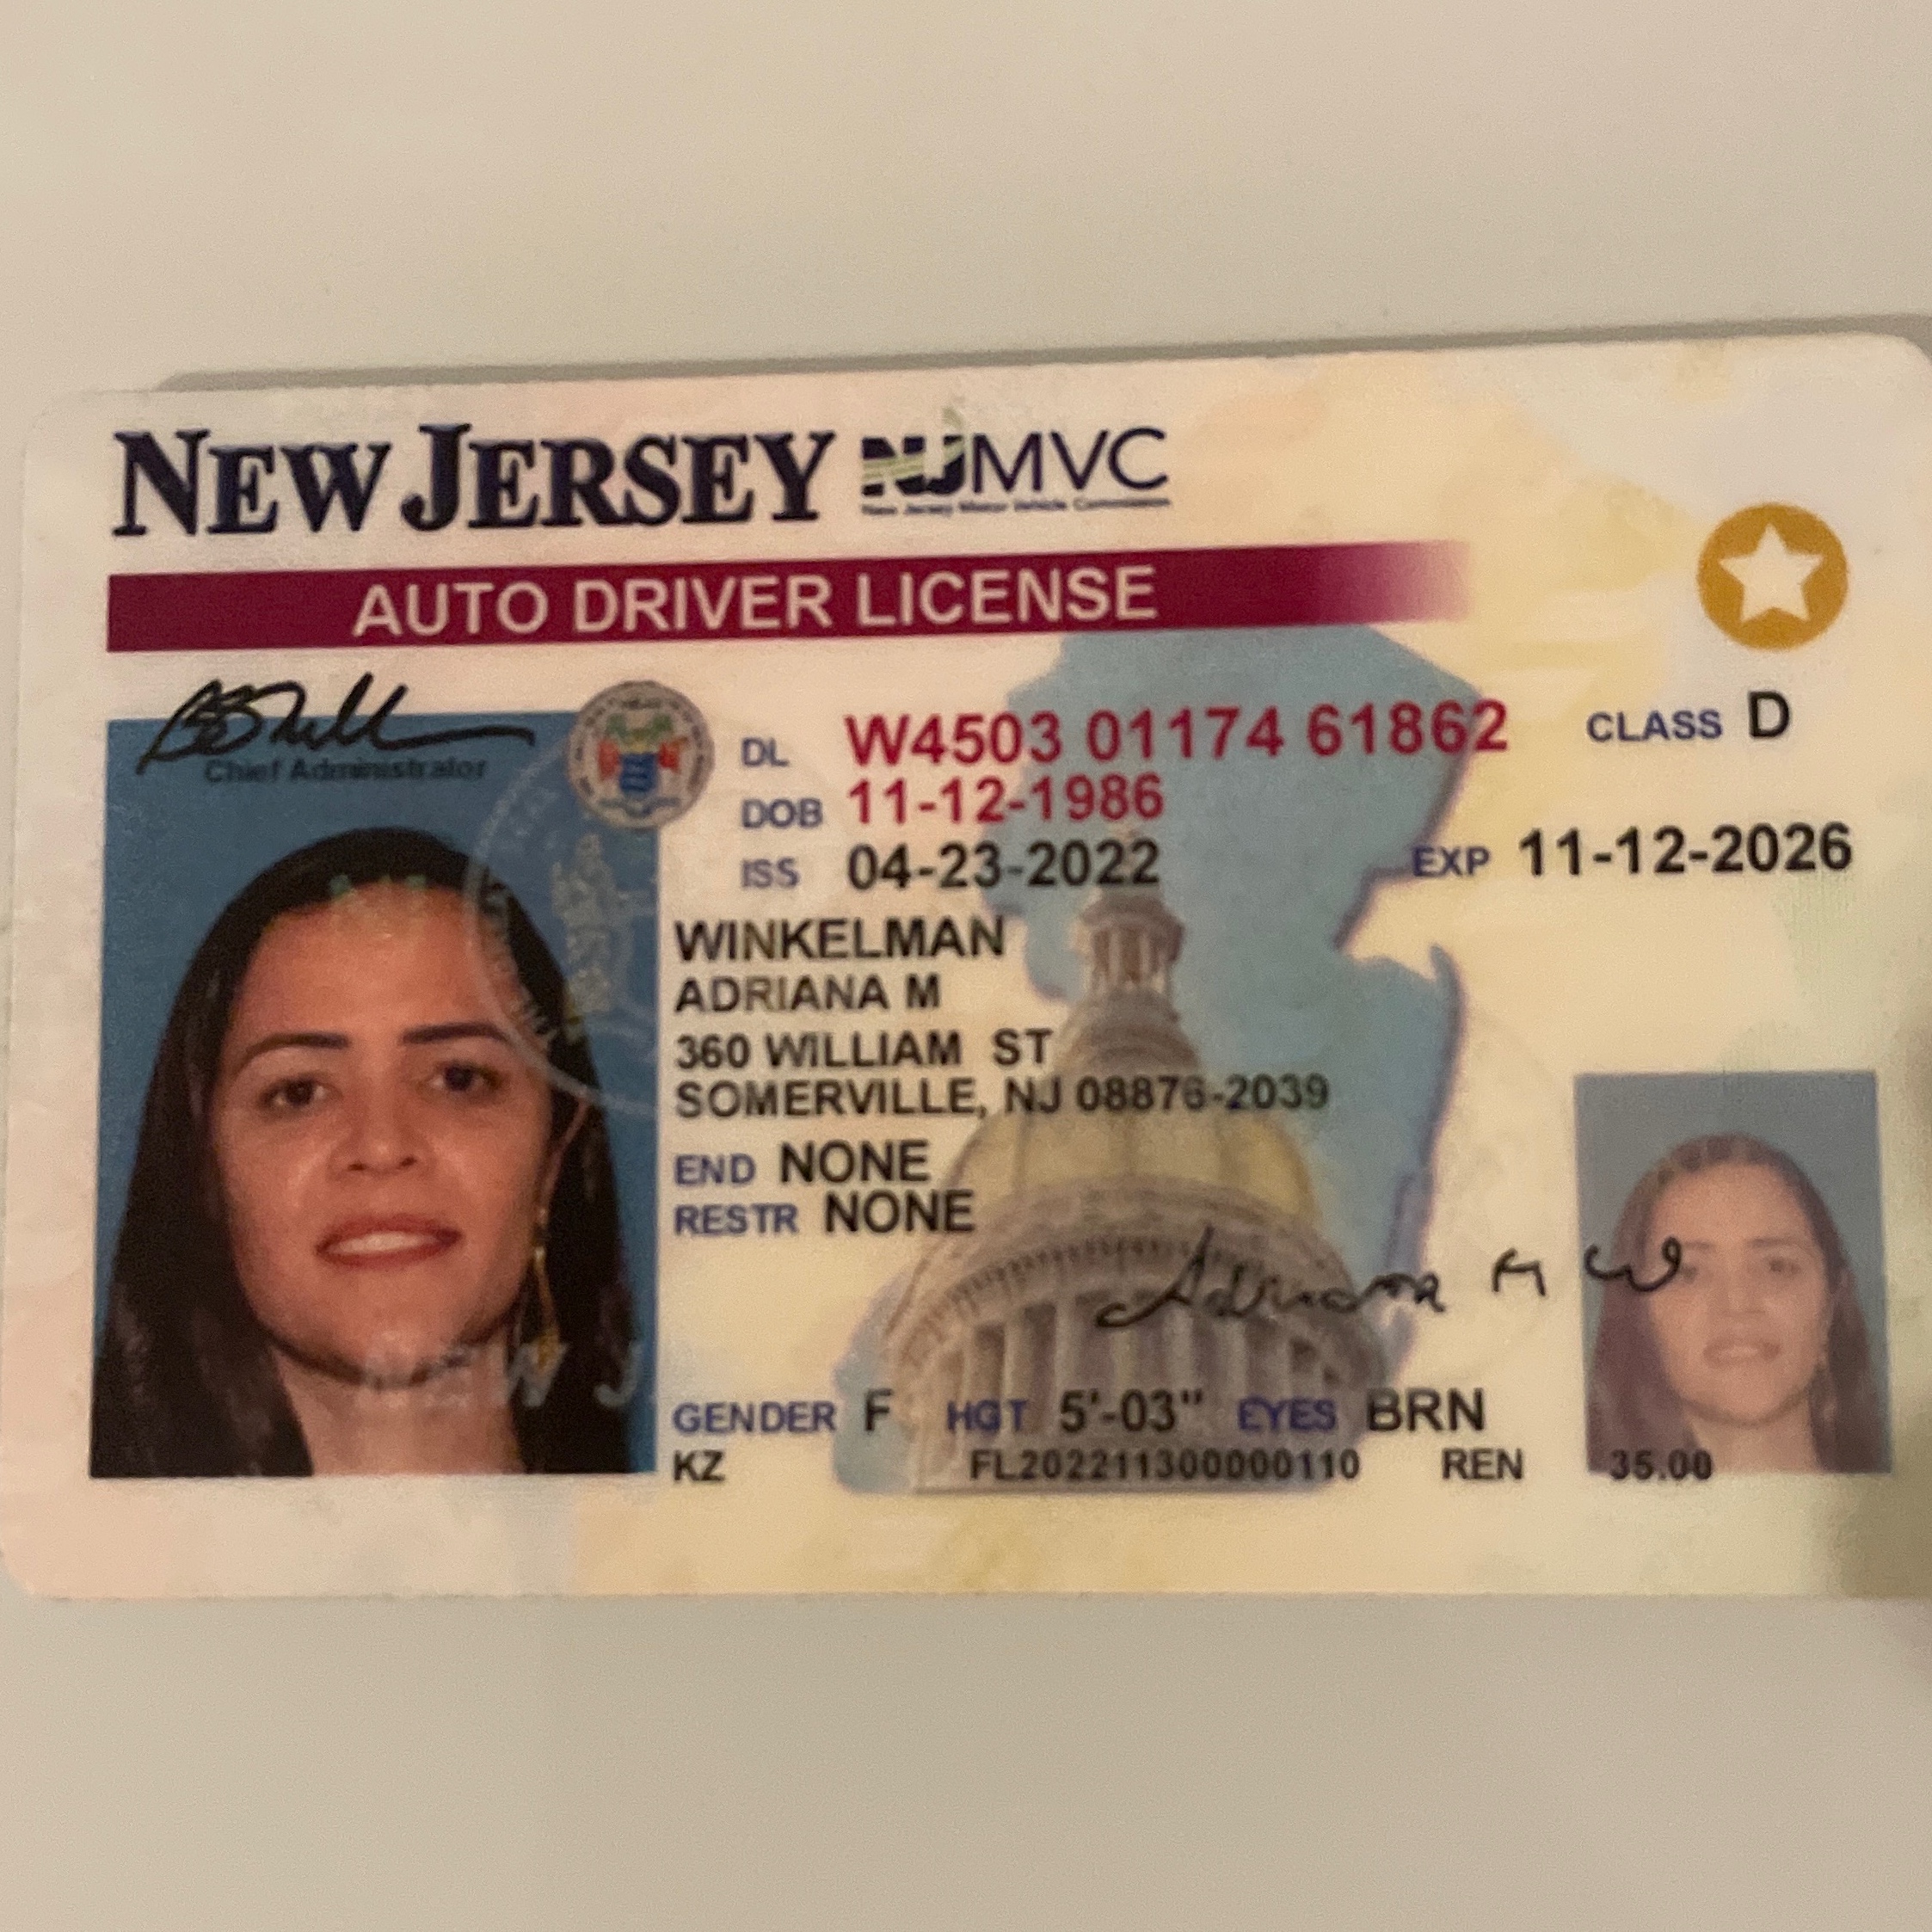 NEW JERSEY NJMVC
New Jersey Motor Vehicle Commission
AUTO DRIVER LICENSE
Chief Administrator
DL W4503 01174 61862 CLASS D
DOB 11-12-1986
ISS 04-23-2022 EXP 11-12-2026
WINKELMAN
ADRIANA M
360 WILLIAM ST
SOMERVILLE, NJ 08876-2039
END NONE
RESTR NONE
Adriana M W
GENDER F HGT 5'-03" EYES BRN
KZ FL202211300000110 REN 35.00
NEW J